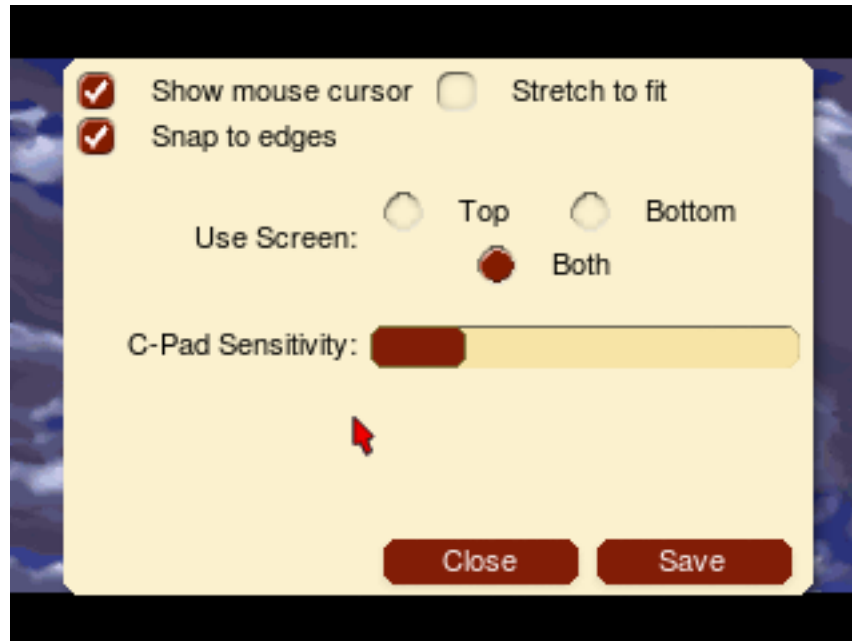 Show mouse cursor Stretch to fit
Snap to edges
Use Screen: Top Bottom
Both
C-Pad Sensitivity:
Close Save